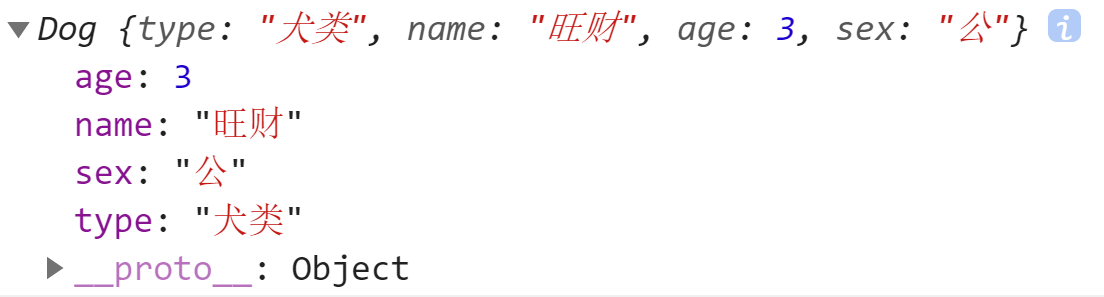 Dog {type: "犬类", name: "旺财", age: 3, sex: "公"} i
age: 3
name: "旺财"
sex: "公"
type: "犬类"
__proto__: Object